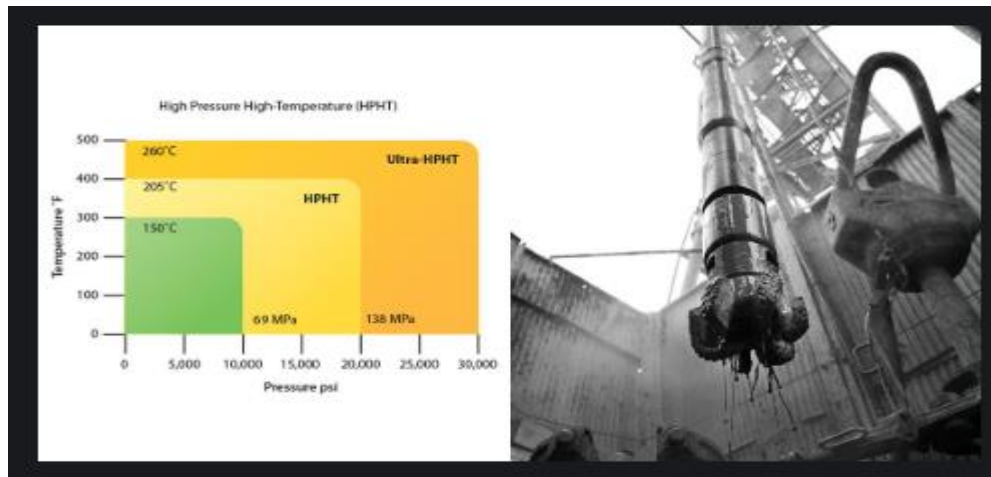 High Pressure High-Temperature (HPHT)
500
400
300
200
100
0
Temperature °F
260°C
Ultra-HPHT
205°C
HPHT
150°C
69 MPa
138 MPa
0
5,000
10,000
15,000
20,000
25,000
30,000
Pressure psi